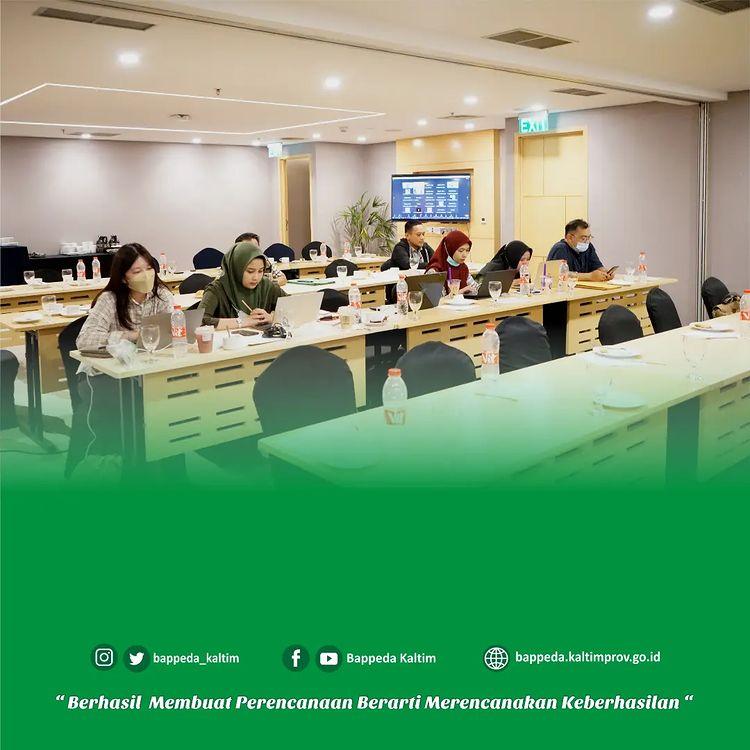 EXIT
bappeda_kaltim
Bappeda Kaltim
bappeda.kaltimprov.go.id
“ Berhasil Membuat Perencanaan Berarti Merencanakan Keberhasilan “